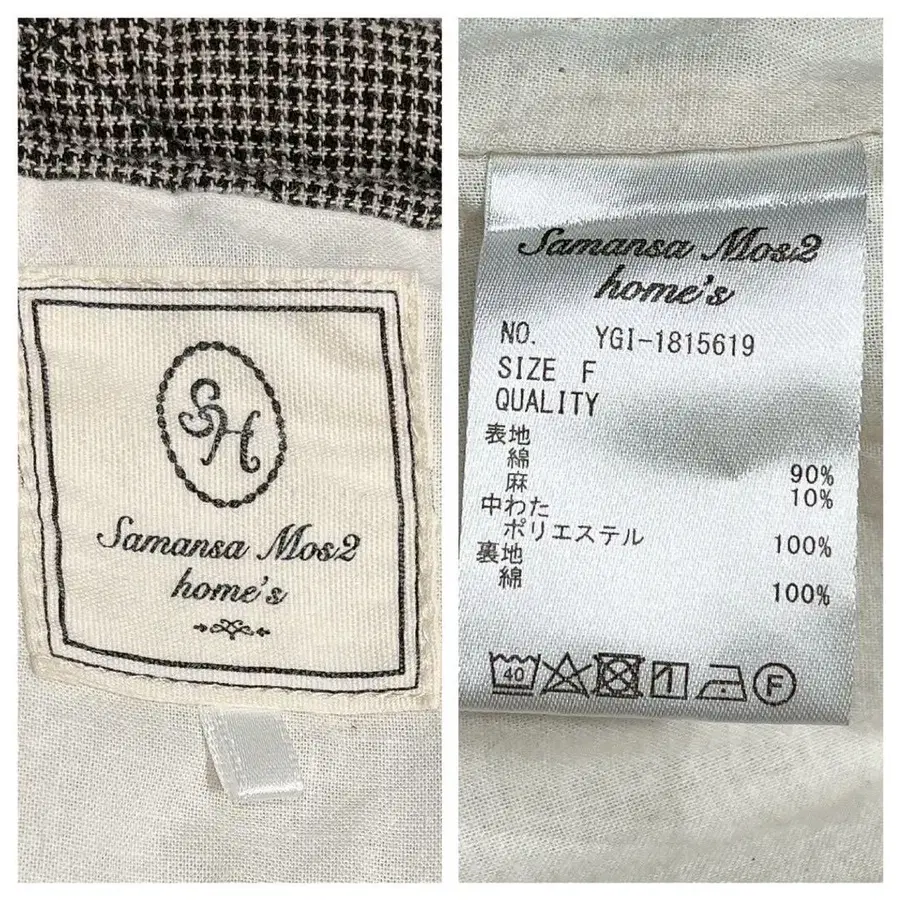 SH
Samansa Mos2
home's
Samansa Mos2
home's
NO. YGI-1815619
SIZE F
QUALITY
表地
綿 90%
麻 10%
中わた
ポリエステル 100%
裏地
綿 100%
40 1 F